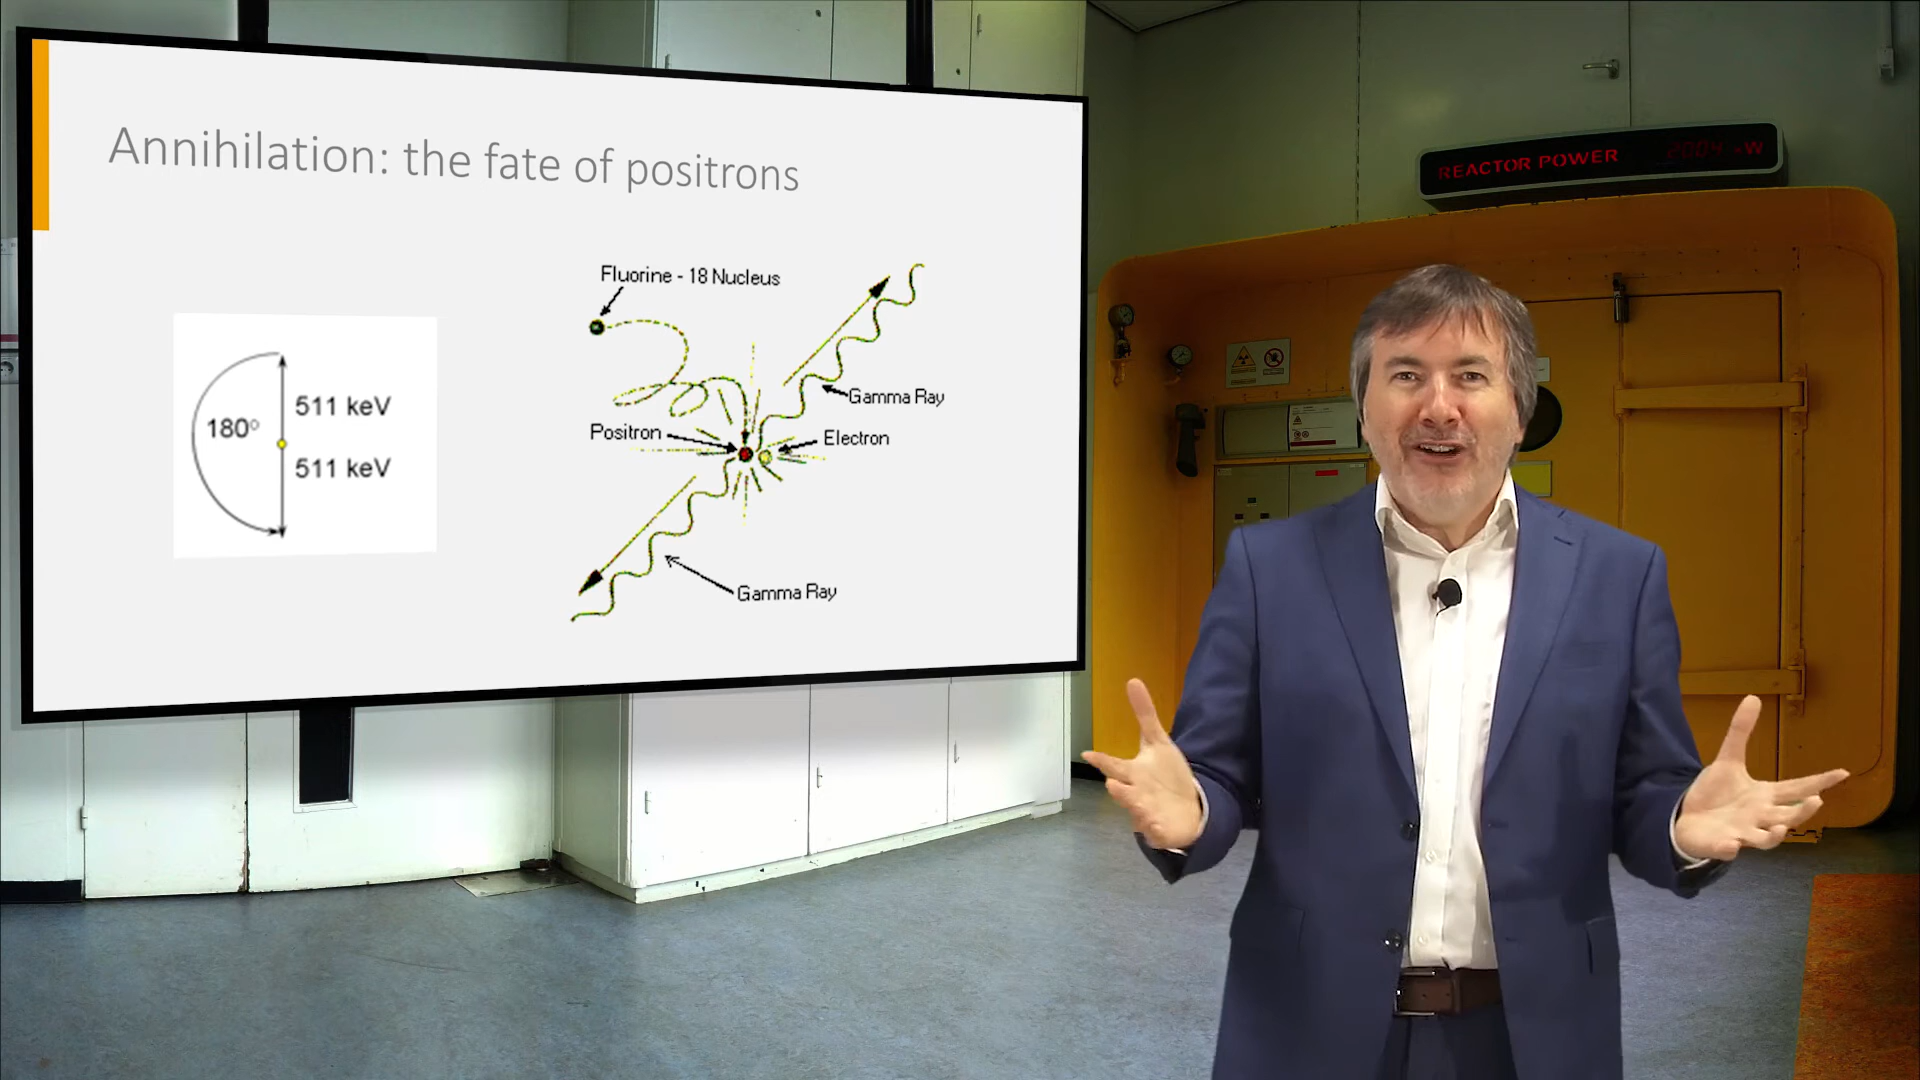 Annihilation: the fate of positrons
180°
511 keV
511 keV
Fluorine - 18 Nucleus
Gamma Ray
Positron
Electron
Gamma Ray
REACTOR POWER